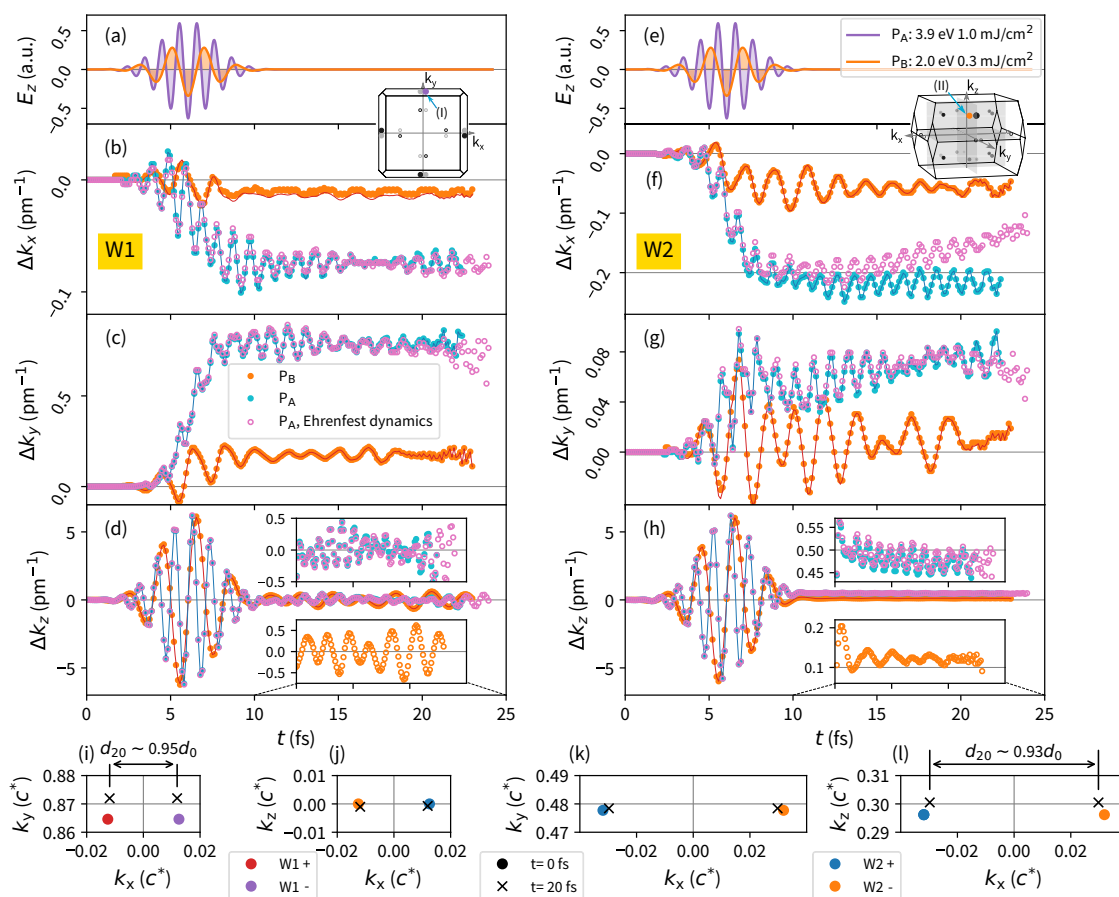 (a)
0.5
0.0
−0.5
E_z (a.u.)
k_y
(I)
k_x
(b)
0.0
−0.1
Δk_x (pm⁻¹)
W1
(c)
0.5
0.0
Δk_y (pm⁻¹)
P_B
P_A
P_A, Ehrenfest dynamics
(d)
5
0
−5
Δk_z (pm⁻¹)
0.5
0.0
−0.5
0.5
0.0
0 5 10 15 20 25
t (fs)
(e)
P_A: 3.9 eV 1.0 mJ/cm²
P_B: 2.0 eV 0.3 mJ/cm²
0.5
0.0
−0.5
E_z (a.u.)
(II)
k_z
k_x
k_y
(f)
0.0
−0.1
−0.2
Δk_x (pm⁻¹)
W2
(g)
0.08
0.04
0.00
Δk_y (pm⁻¹)
(h)
5
0
−5
Δk_z (pm⁻¹)
0.55
0.50
0.45
0.2
0.1
0 5 10 15 20 25
t (fs)
(i)
d₂₀ ~ 0.95d₀
0.88
0.87
0.86
k_y (c*)
−0.02 0.00 0.02
k_x (c*)
(j)
0.01
0.00
−0.01
k_z (c*)
−0.02 0.00 0.02
k_x (c*)
(k)
0.49
0.48
0.47
k_y (c*)
−0.02 0.00 0.02
k_x (c*)
(l)
d₂₀ ~ 0.93d₀
0.31
0.30
0.29
k_z (c*)
−0.02 0.00 0.02
k_x (c*)
W1 +
W1 -
t= 0 fs
t= 20 fs
W2 +
W2 -